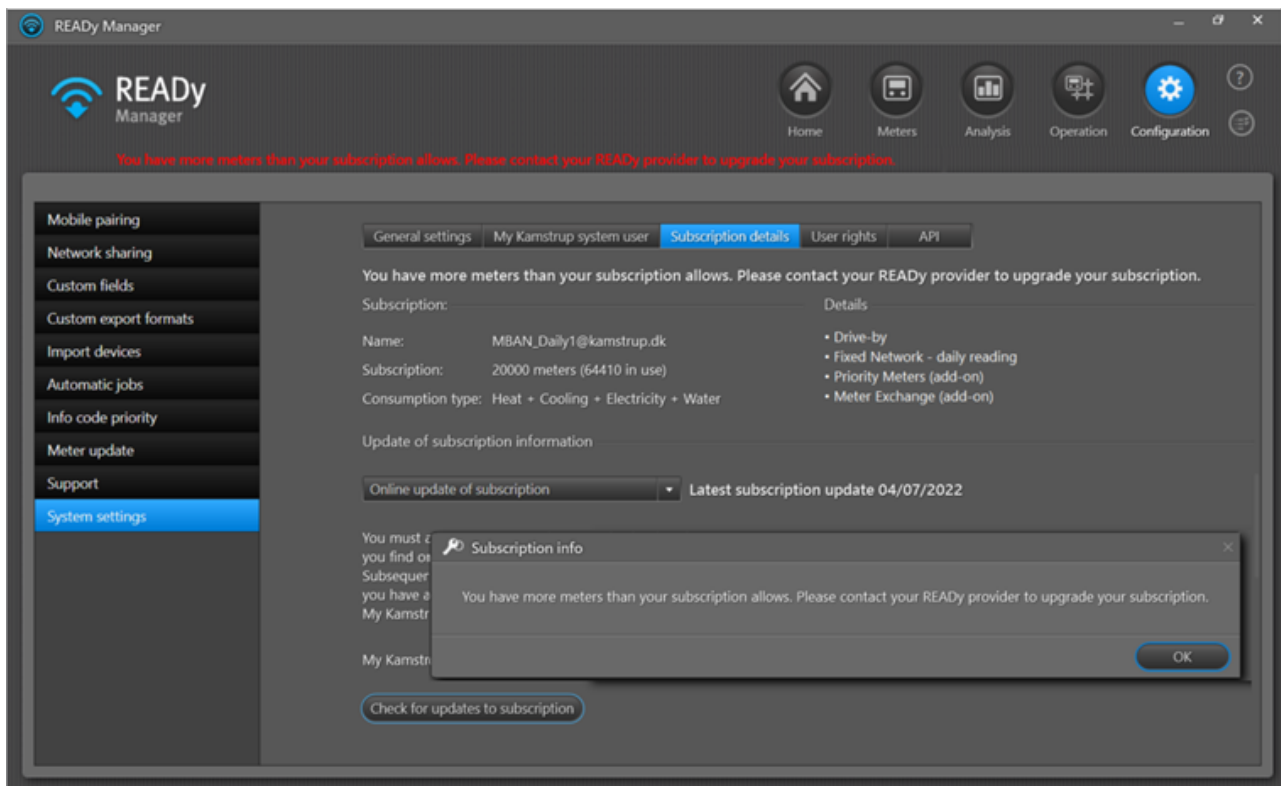 READy Manager
READy
Manager
Home
Meters
Analysis
Operation
Configuration
?
You have more meters than your subscription allows. Please contact your READy provider to upgrade your subscription.
Mobile pairing
Network sharing
Custom fields
Custom export formats
Import devices
Automatic jobs
Info code priority
Meter update
Support
System settings
General settings
My Kamstrup system user
Subscription details
User rights
API
You have more meters than your subscription allows. Please contact your READy provider to upgrade your subscription.
Subscription:
Name: MBAN_Daily1@kamstrup.dk
Subscription: 20000 meters (64410 in use)
Consumption type: Heat + Cooling + Electricity + Water
Details
• Drive-by
• Fixed Network - daily reading
• Priority Meters (add-on)
• Meter Exchange (add-on)
Update of subscription information
Online update of subscription
Latest subscription update 04/07/2022
You must
you find
Subsequer
you have a
My Kamstr
My Kamstr
Subscription info
You have more meters than your subscription allows. Please contact your READy provider to upgrade your subscription.
OK
Check for updates to subscription